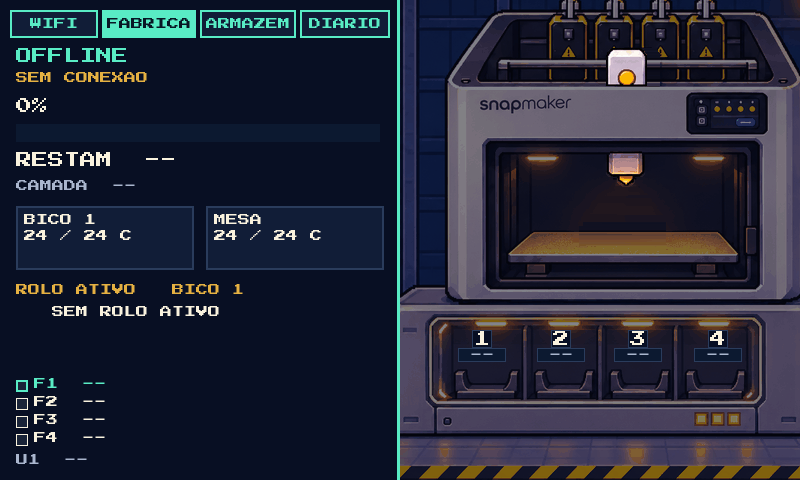 WIFI FABRICA ARMAZEM DIARIO
OFFLINE
SEM CONEXAO
0%
RESTAM --
CAMADA --
BICO 1
24 / 24 C
MESA
24 / 24 C
ROLO ATIVO BICO 1
SEM ROLO ATIVO
F1 --
F2 --
F3 --
F4 --
U1 --
snapmaker
1 2 3 4
-- -- -- --